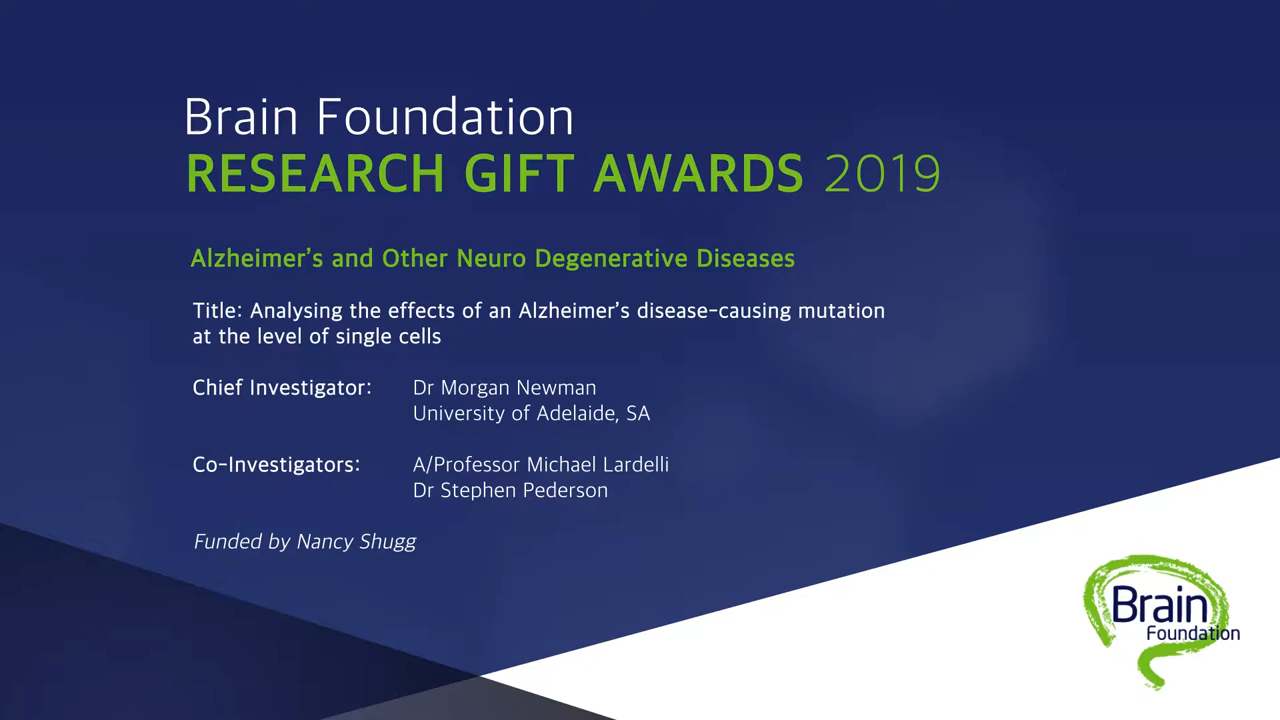 Brain Foundation
RESEARCH GIFT AWARDS 2019
Alzheimer's and Other Neuro Degenerative Diseases
Title: Analysing the effects of an Alzheimer's disease-causing mutation
at the level of single cells
Chief Investigator: Dr Morgan Newman
University of Adelaide, SA
Co-Investigators: A/Professor Michael Lardelli
Dr Stephen Pederson
Funded by Nancy Shugg
Brain
Foundation